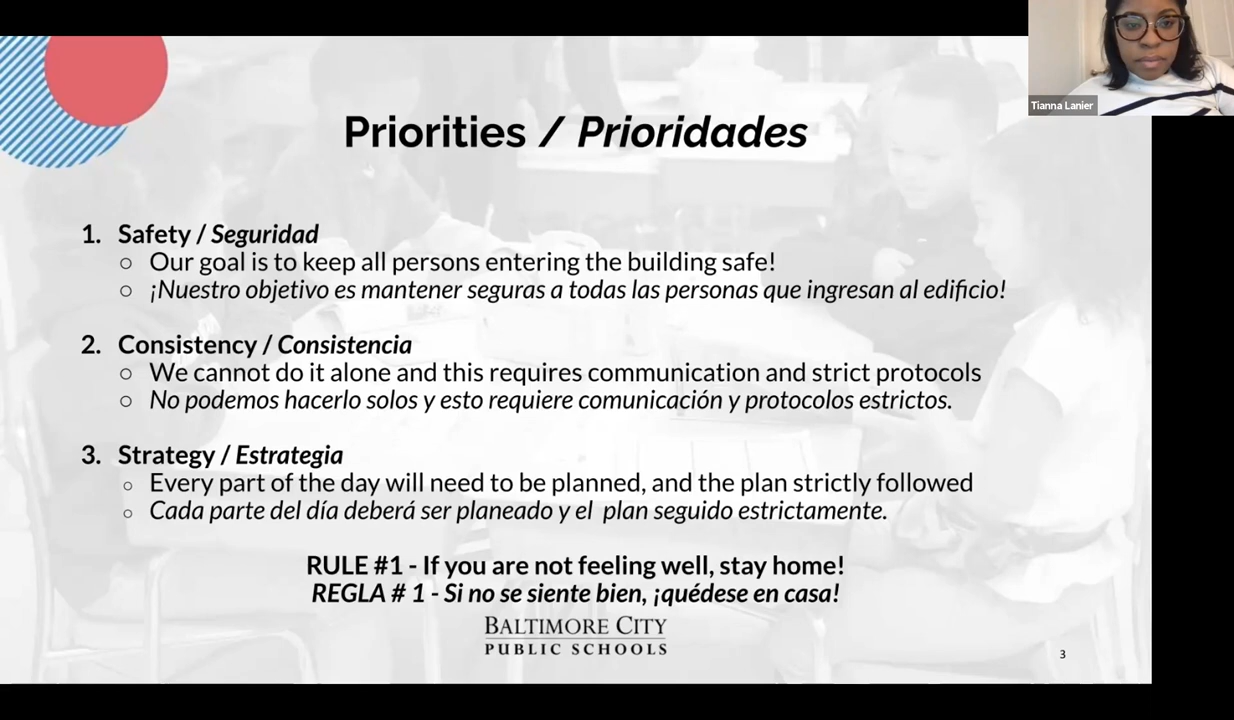 Tianna Lanier
Priorities / Prioridades
1. Safety / Seguridad
○ Our goal is to keep all persons entering the building safe!
○ ¡Nuestro objetivo es mantener seguras a todas las personas que ingresan al edificio!
2. Consistency / Consistencia
○ We cannot do it alone and this requires communication and strict protocols
○ No podemos hacerlo solos y esto requiere comunicación y protocolos estrictos.
3. Strategy / Estrategia
○ Every part of the day will need to be planned, and the plan strictly followed
○ Cada parte del día deberá ser planeado y el  plan seguido estrictamente.
RULE #1 - If you are not feeling well, stay home!
REGLA # 1 - Si no se siente bien, ¡quédese en casa!
BALTIMORE CITY
PUBLIC SCHOOLS
3